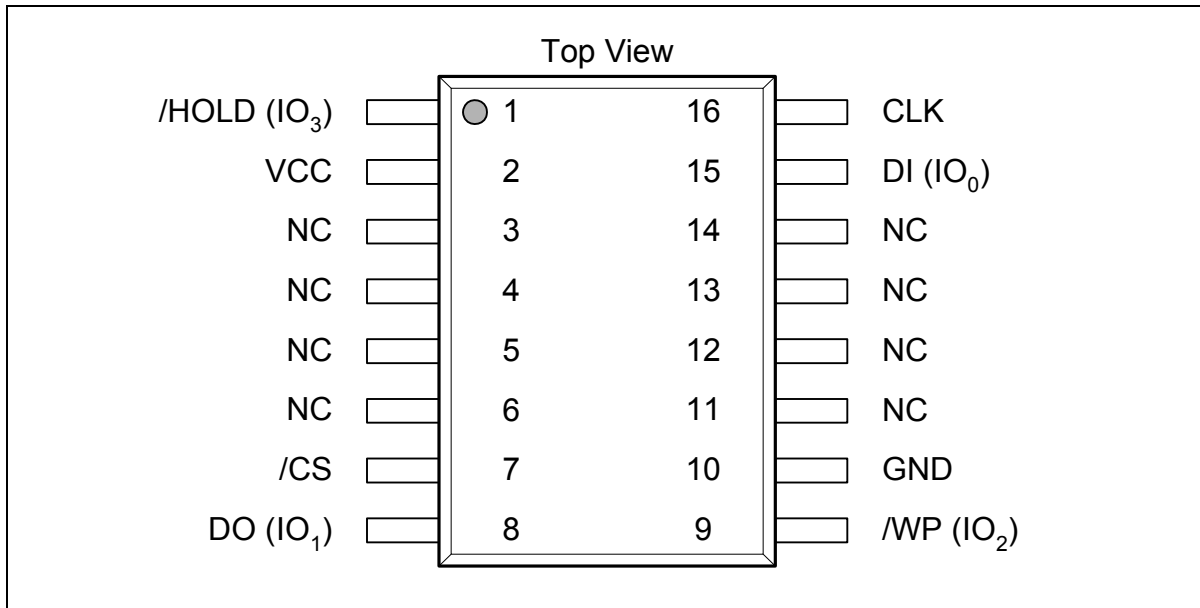 Top View
/HOLD (IO₃) 1 16 CLK
VCC 2 15 DI (IO₀)
NC 3 14 NC
NC 4 13 NC
NC 5 12 NC
NC 6 11 NC
/CS 7 10 GND
DO (IO₁) 8 9 /WP (IO₂)